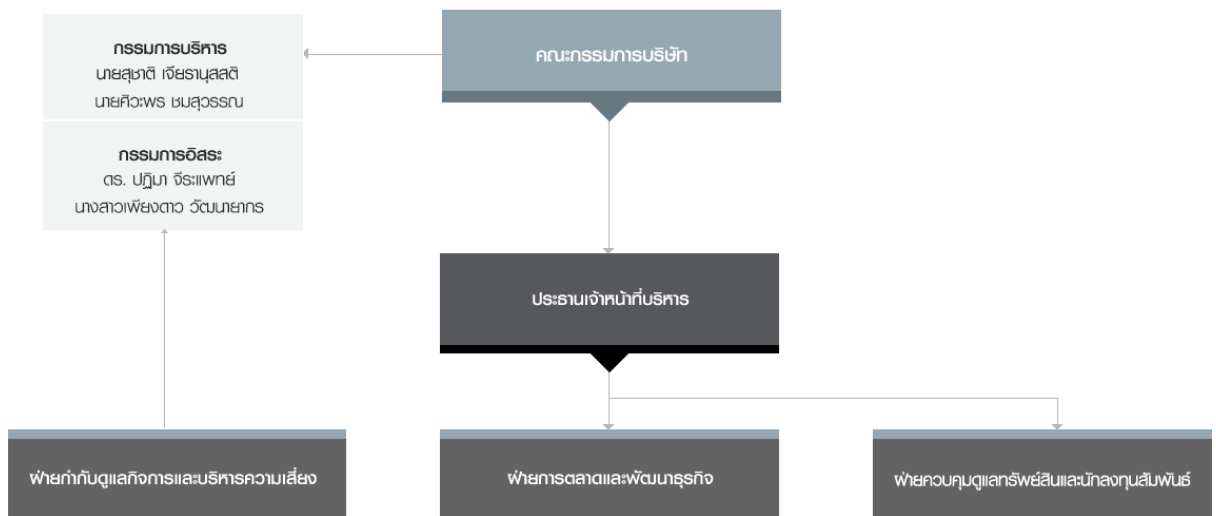 กรรมการบริหาร
นายสุชาติ เจียรานุสสติ
นายศิวะพร ชมสุวรรณ
กรรมการอิสระ
ดร. ปฏิมา จีระแพทย์
นางสาวเพียงดาว วัฒนายากร
คณะกรรมการบริษัท
ประธานเจ้าหน้าที่บริหาร
ฝ่ายกำกับดูแลกิจการและบริหารความเสี่ยง
ฝ่ายการตลาดและพัฒนาธุรกิจ
ฝ่ายควบคุมดูแลทรัพย์สินและนักลงทุนสัมพันธ์